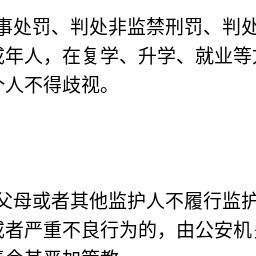 事处罚、判处非监禁刑罚、判处
成年人，在复学、升学、就业等方
个人不得歧视。
父母或者其他监护人不履行监护
或者严重不良行为的，由公安机关